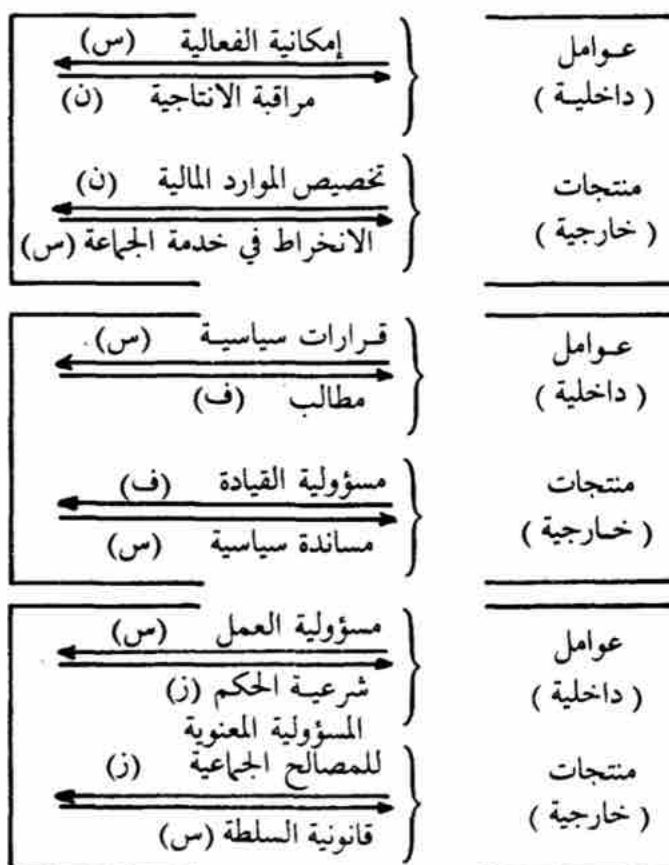 عوامل إمكانية الفعالية (س)
(داخلية) مراقبة الانتاجية (ن)
منتجات تخصيص الموارد المالية (ن)
(خارجية) الانخراط في خدمة الجماعة (س)
عوامل قرارات سياسية (س)
(داخلية) مطالب (ف)
منتجات مسؤولية القيادة (ف)
(خارجية) مساندة سياسية (س)
عوامل مسؤولية العمل (س)
(داخلية) شرعية الحكم (ز)
المسؤولية المعنوية
منتجات للمصالح الجماعية (ز)
(خارجية) قانونية السلطة (س)